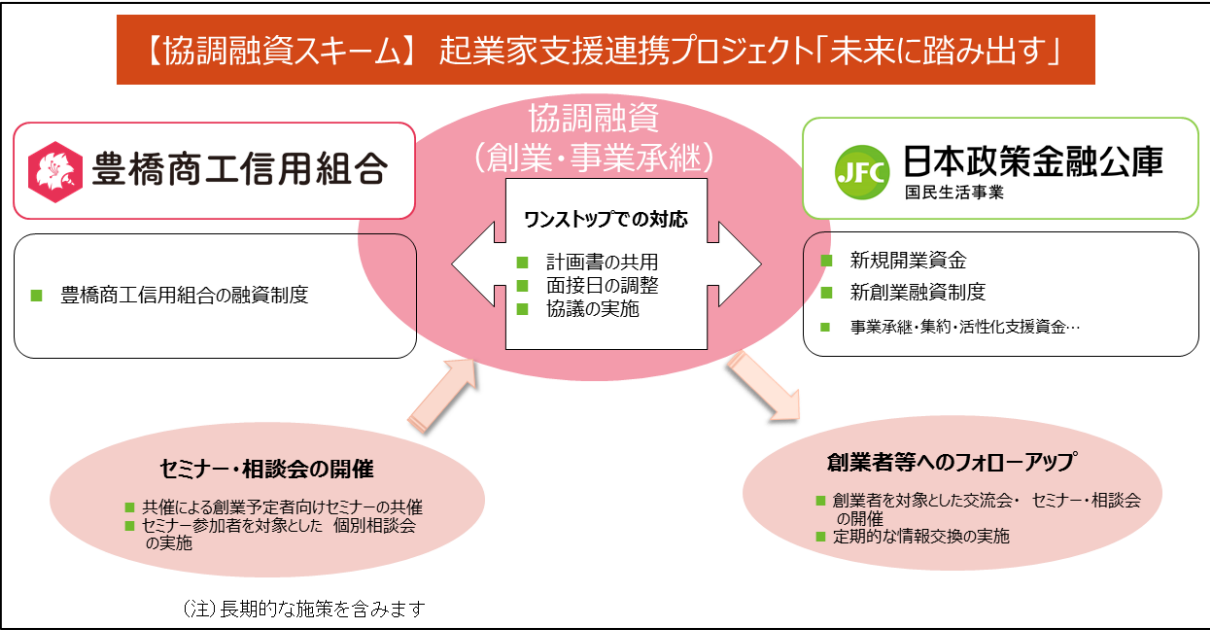 【協調融資スキーム】 起業家支援連携プロジェクト「未来に踏み出す」
協調融資
（創業・事業承継）
豊橋商工信用組合
JFC
日本政策金融公庫
国民生活事業
豊橋商工信用組合の融資制度
ワンストップでの対応
計画書の共用
面接日の調整
協議の実施
新規開業資金
新創業融資制度
事業承継・集約・活性化支援資金…
セミナー・相談会の開催
共催による創業予定者向けセミナーの共催
セミナー参加者を対象とした 個別相談会
の実施
創業者等へのフォローアップ
創業者を対象とした交流会・ セミナー・相談会
の開催
定期的な情報交換の実施
（注）長期的な施策を含みます